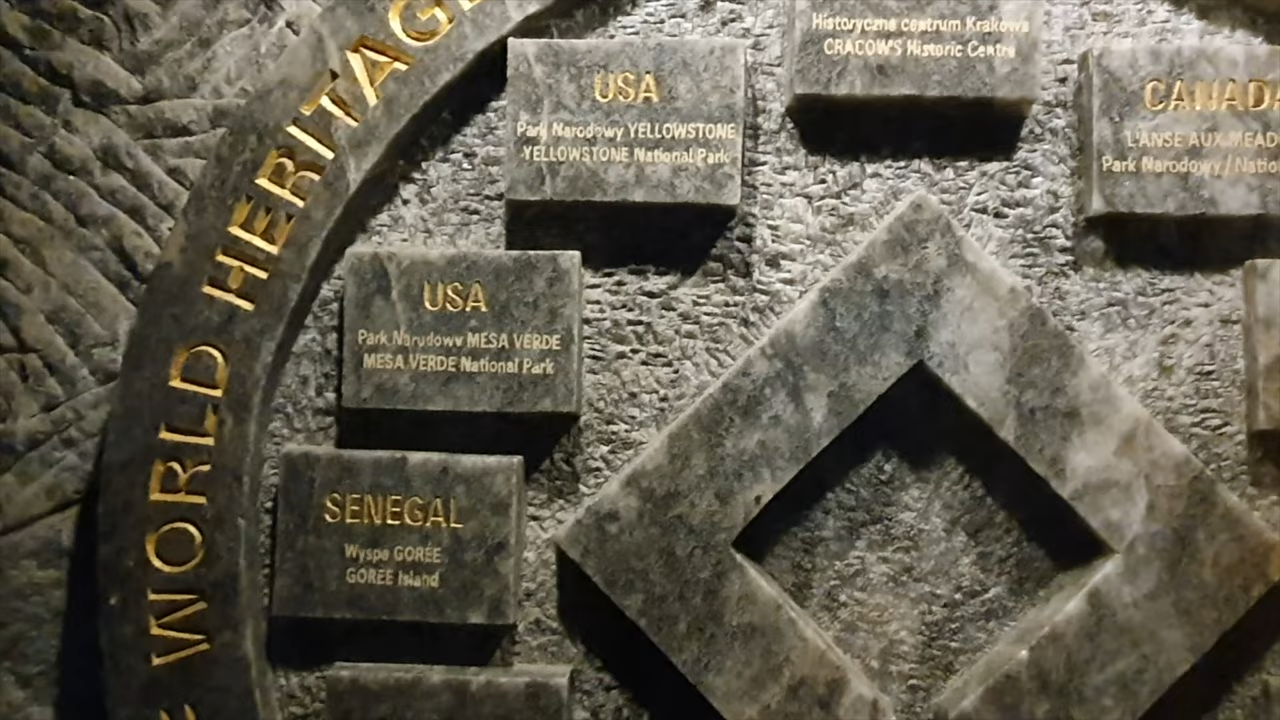 WORLD HERITAGE
Historyczne centrum Krakowa
CRACOW'S Historic Centre
USA
Park Narodowy YELLOWSTONE
YELLOWSTONE National Park
CANADA
L'ANSE AUX MEAD
Park Narodowy / Natio
USA
Park Narodowy MESA VERDE
MESA VERDE National Park
SENEGAL
Wyspa GORÉE
GORÉE Island